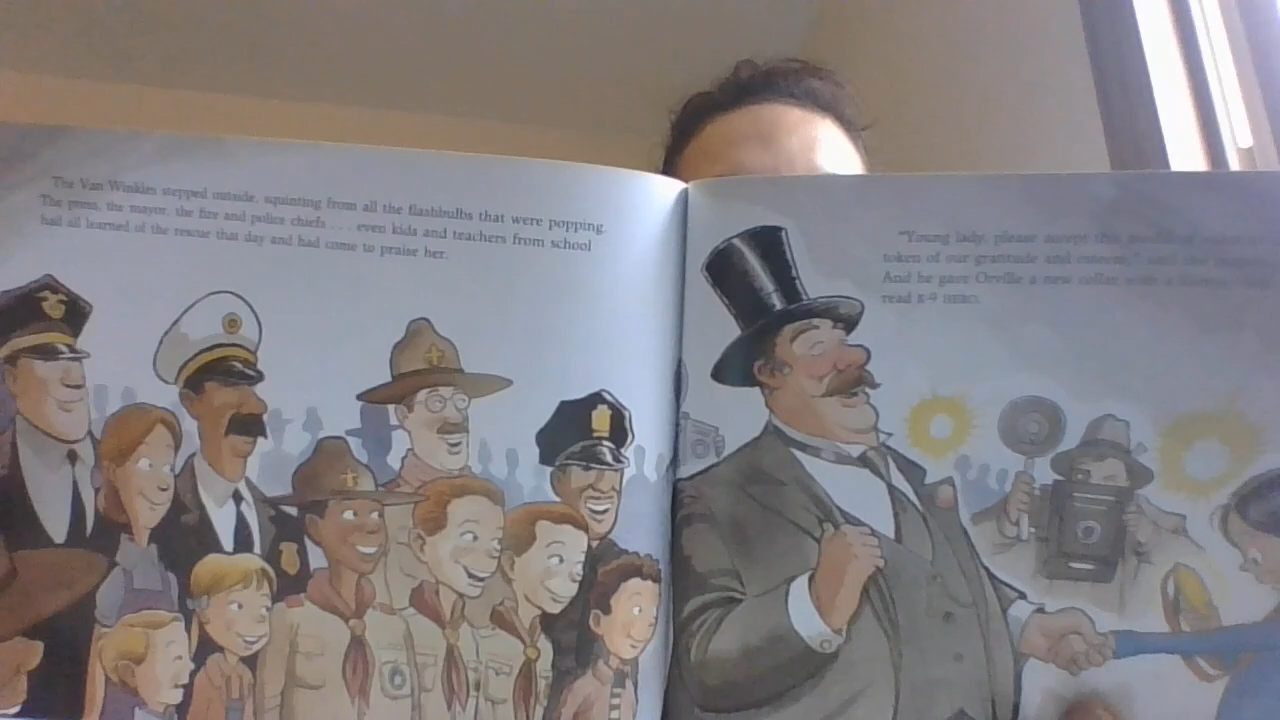 The Van Winkles stepped outside, squinting from all the flashbulbs that were popping.
The press, the mayor, the fire and police chiefs . . . even kids and teachers from school
had all learned of the rescue that day and had come to praise her.
"Young lady, please accept this
token of our gratitude and esteem," said the
And he gave Orville a new collar with a
read K-9 HERO.